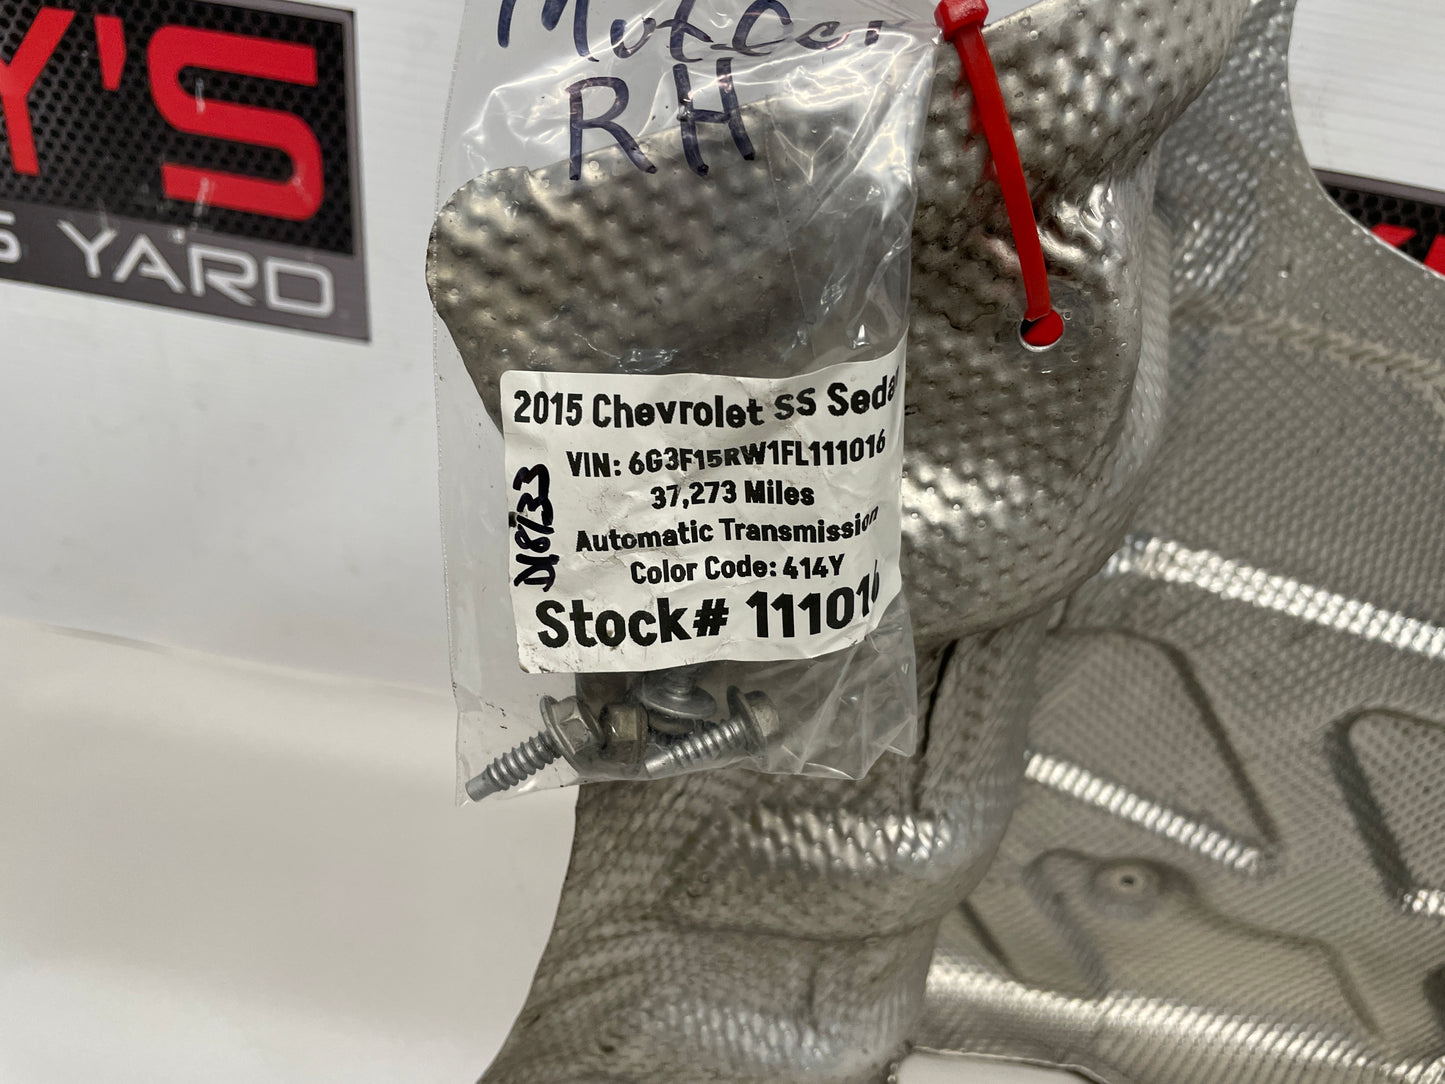 Y'S
S YARD
RH
2015 Chevrolet SS Sedan
VIN: 6G3F15RW1FL111016
37,273 Miles
Automatic Transmission
Color Code: 414Y
Stock# 111016